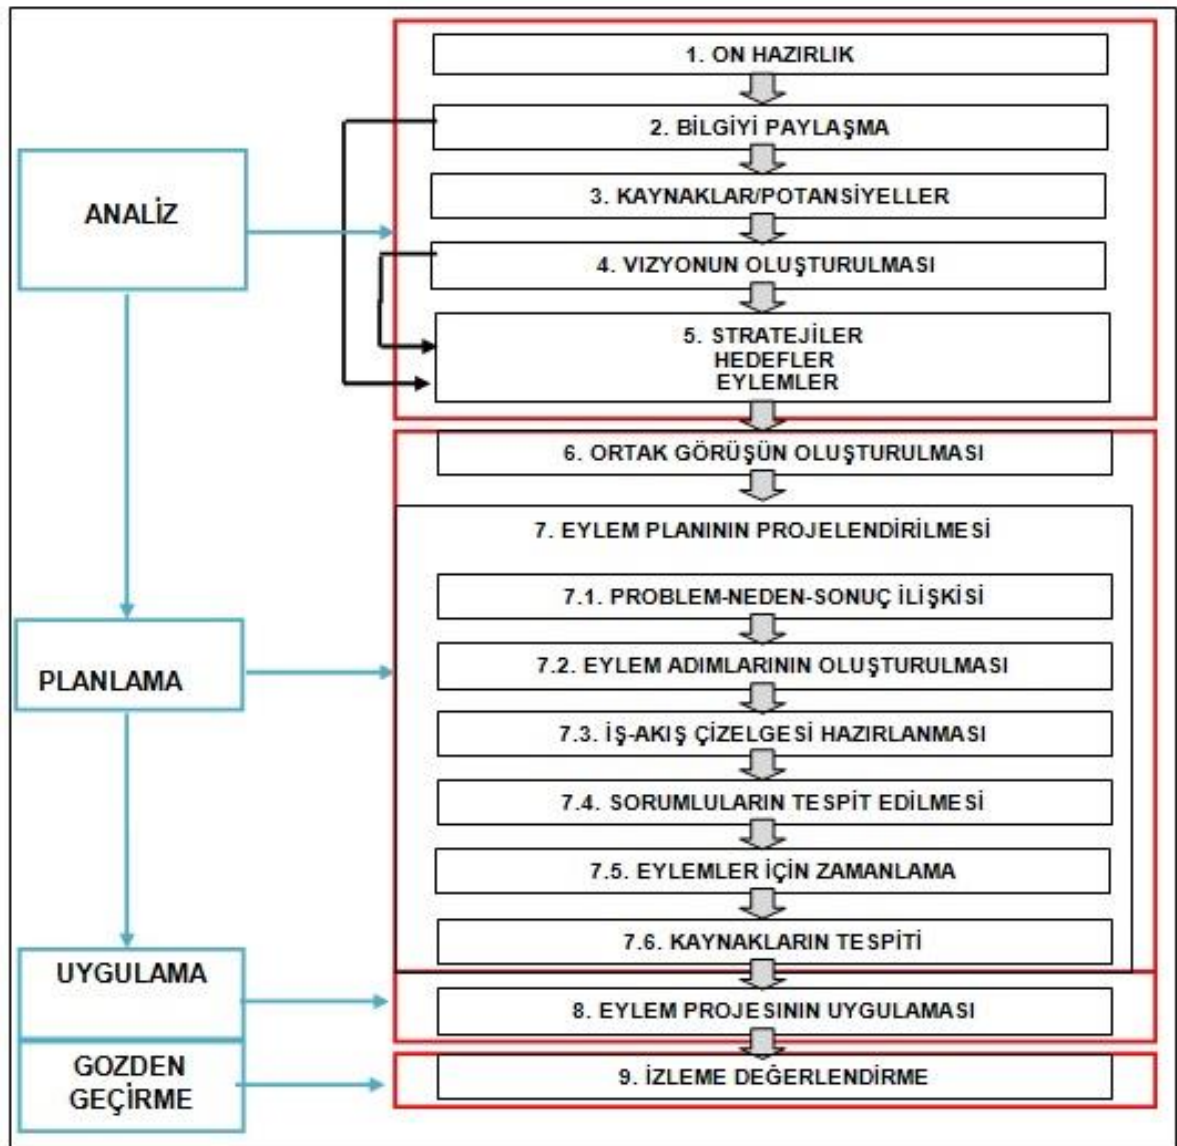 1. ON HAZIRLIK
2. BİLGİYİ PAYLAŞMA
3. KAYNAKLAR/POTANSİYELLER
4. VIZYONUN OLUŞTURULMASI
5. STRATEJİLER
HEDEFLER
EYLEMLER
ANALİZ
6. ORTAK GÖRÜŞÜN OLUŞTURULMASI
7. EYLEM PLANININ PROJELENDİRİLMESİ
7.1. PROBLEM-NEDEN-SONUÇ İLİŞKİSİ
7.2. EYLEM ADIMLARININ OLUŞTURULMASI
7.3. İŞ-AKIŞ ÇİZELGESİ HAZIRLANMASI
7.4. SORUMLULARIN TESPİT EDİLMESİ
7.5. EYLEMLER İÇİN ZAMANLAMA
7.6. KAYNAKLARIN TESPİTİ
PLANLAMA
UYGULAMA
8. EYLEM PROJESININ UYGULAMASI
GOZDEN
GEÇİRME
9. İZLEME DEĞERLENDİRME